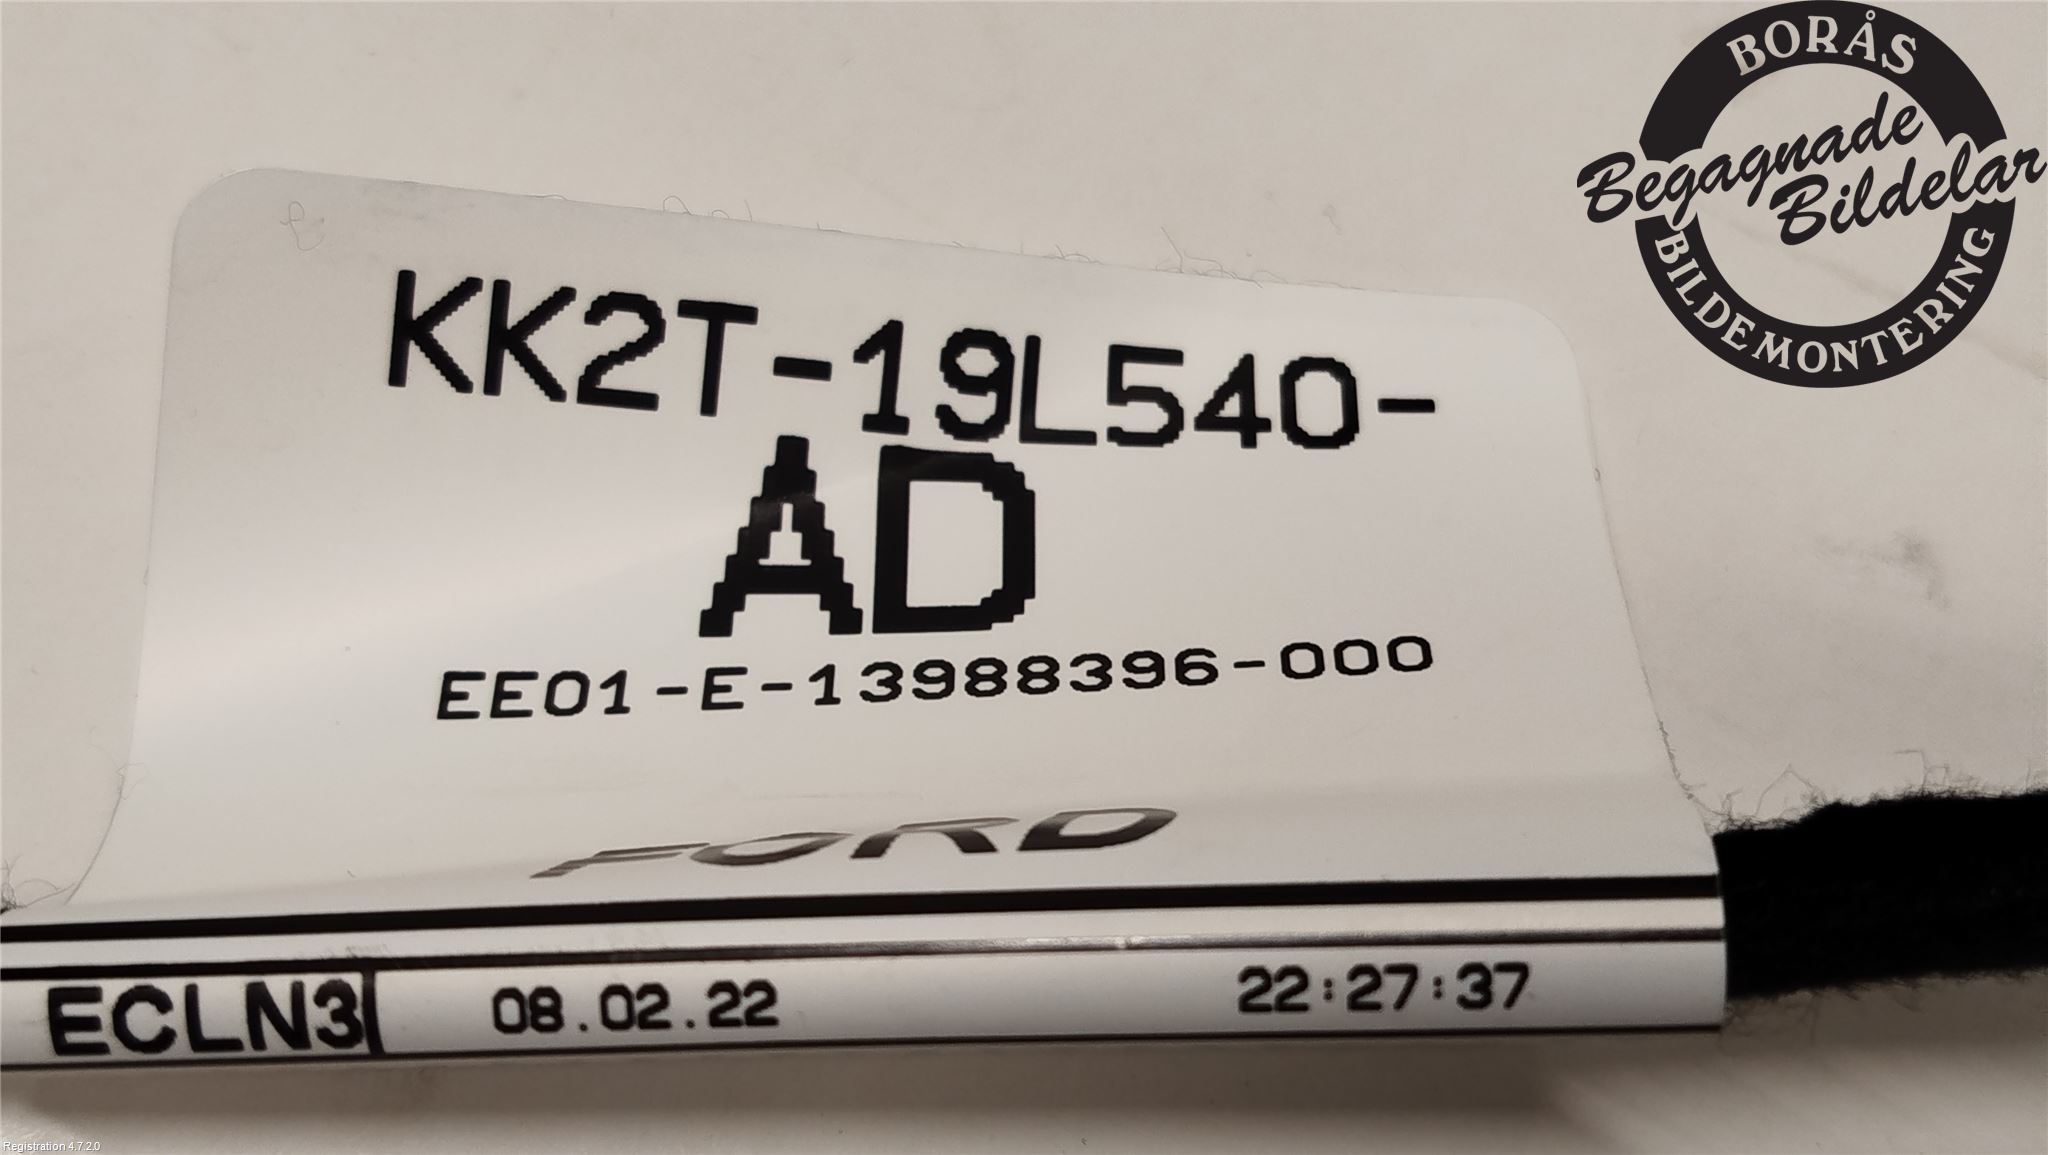 BORÅS
Begagnade
Bildelar
BILDEMONTERING
KK2T-19L540-
AD
EE01-E-13988396-000
FORD
ECLN3 08.02.22 22:27:37
Registration 4.7.2.0